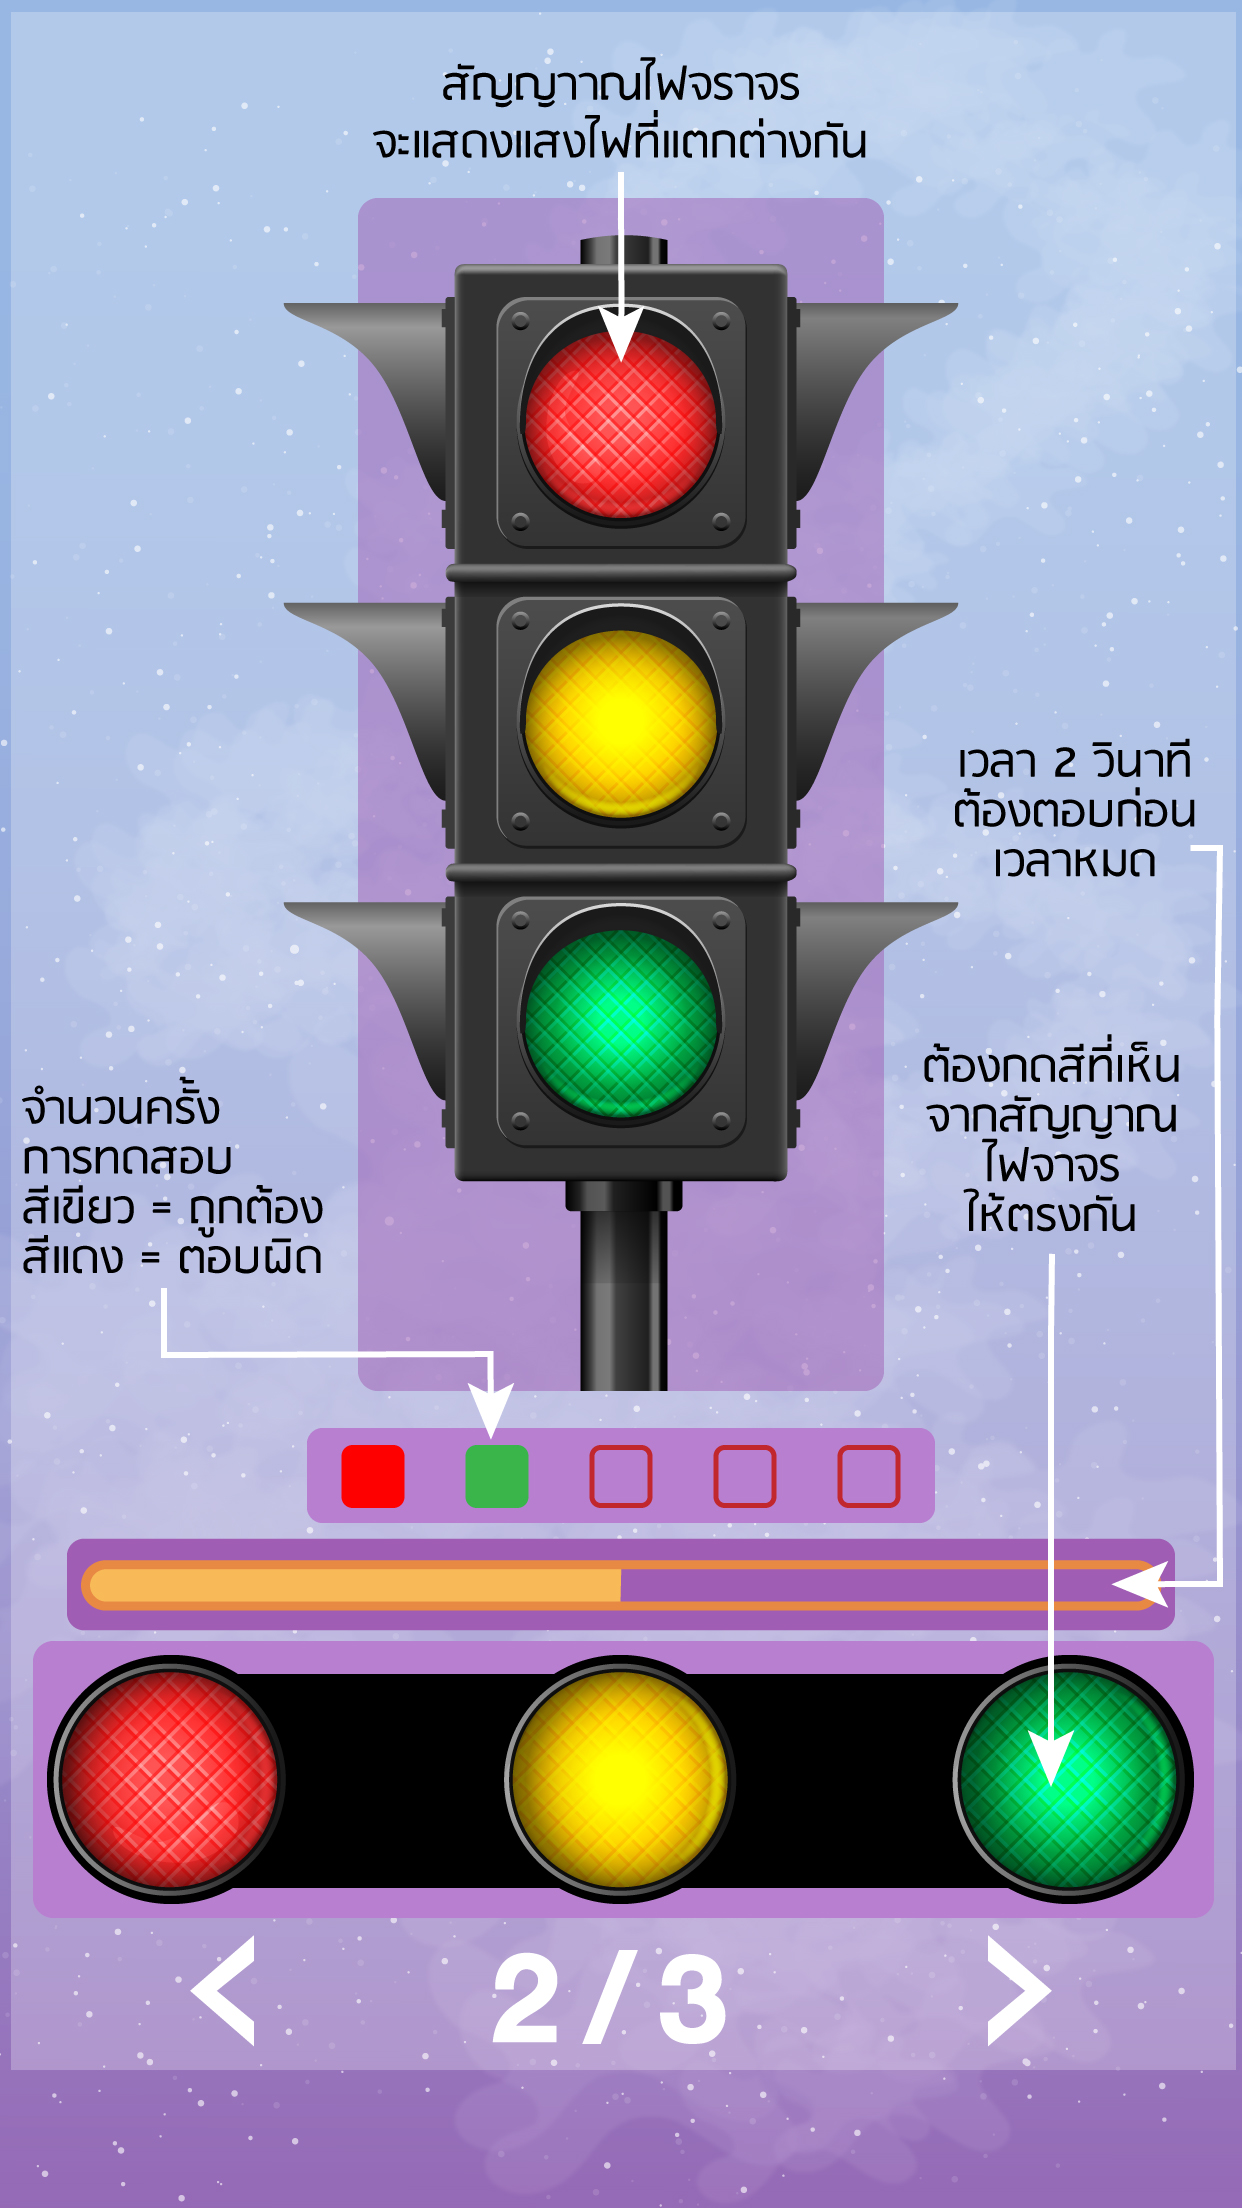 สัญญาาณไฟจราจร
จะแสดงแสงไฟที่แตกต่างกัน
เวลา 2 วินาที
ต้องตอบก่อน
เวลาหมด
ต้องกดสีที่เห็น
จากสัญญาณ
ไฟจาจร
ให้ตรงกัน
จำนวนครั้ง
การทดสอบ
สีเขียว = ถูกต้อง
สีแดง = ตอบผิด
2/3